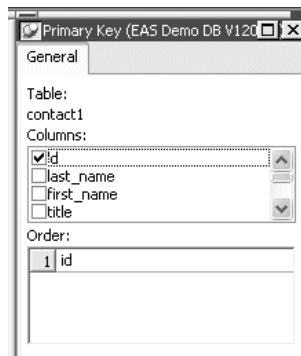 Primary Key (EAS Demo DB V120
General
Table:
contact1
Columns:
id
last_name
first_name
title
Order:
1 id